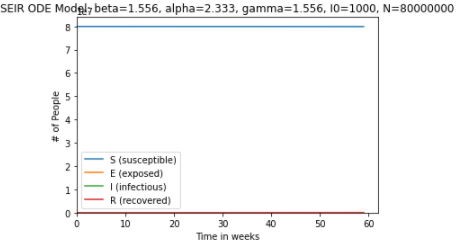 SEIR ODE Model: beta=1.556, alpha=2.333, gamma=1.556, I0=1000, N=80000000
1e7
8
7
6
5
4
3
2
1
0
# of People
S (susceptible)
E (exposed)
I (infectious)
R (recovered)
0 10 20 30 40 50 60
Time in weeks